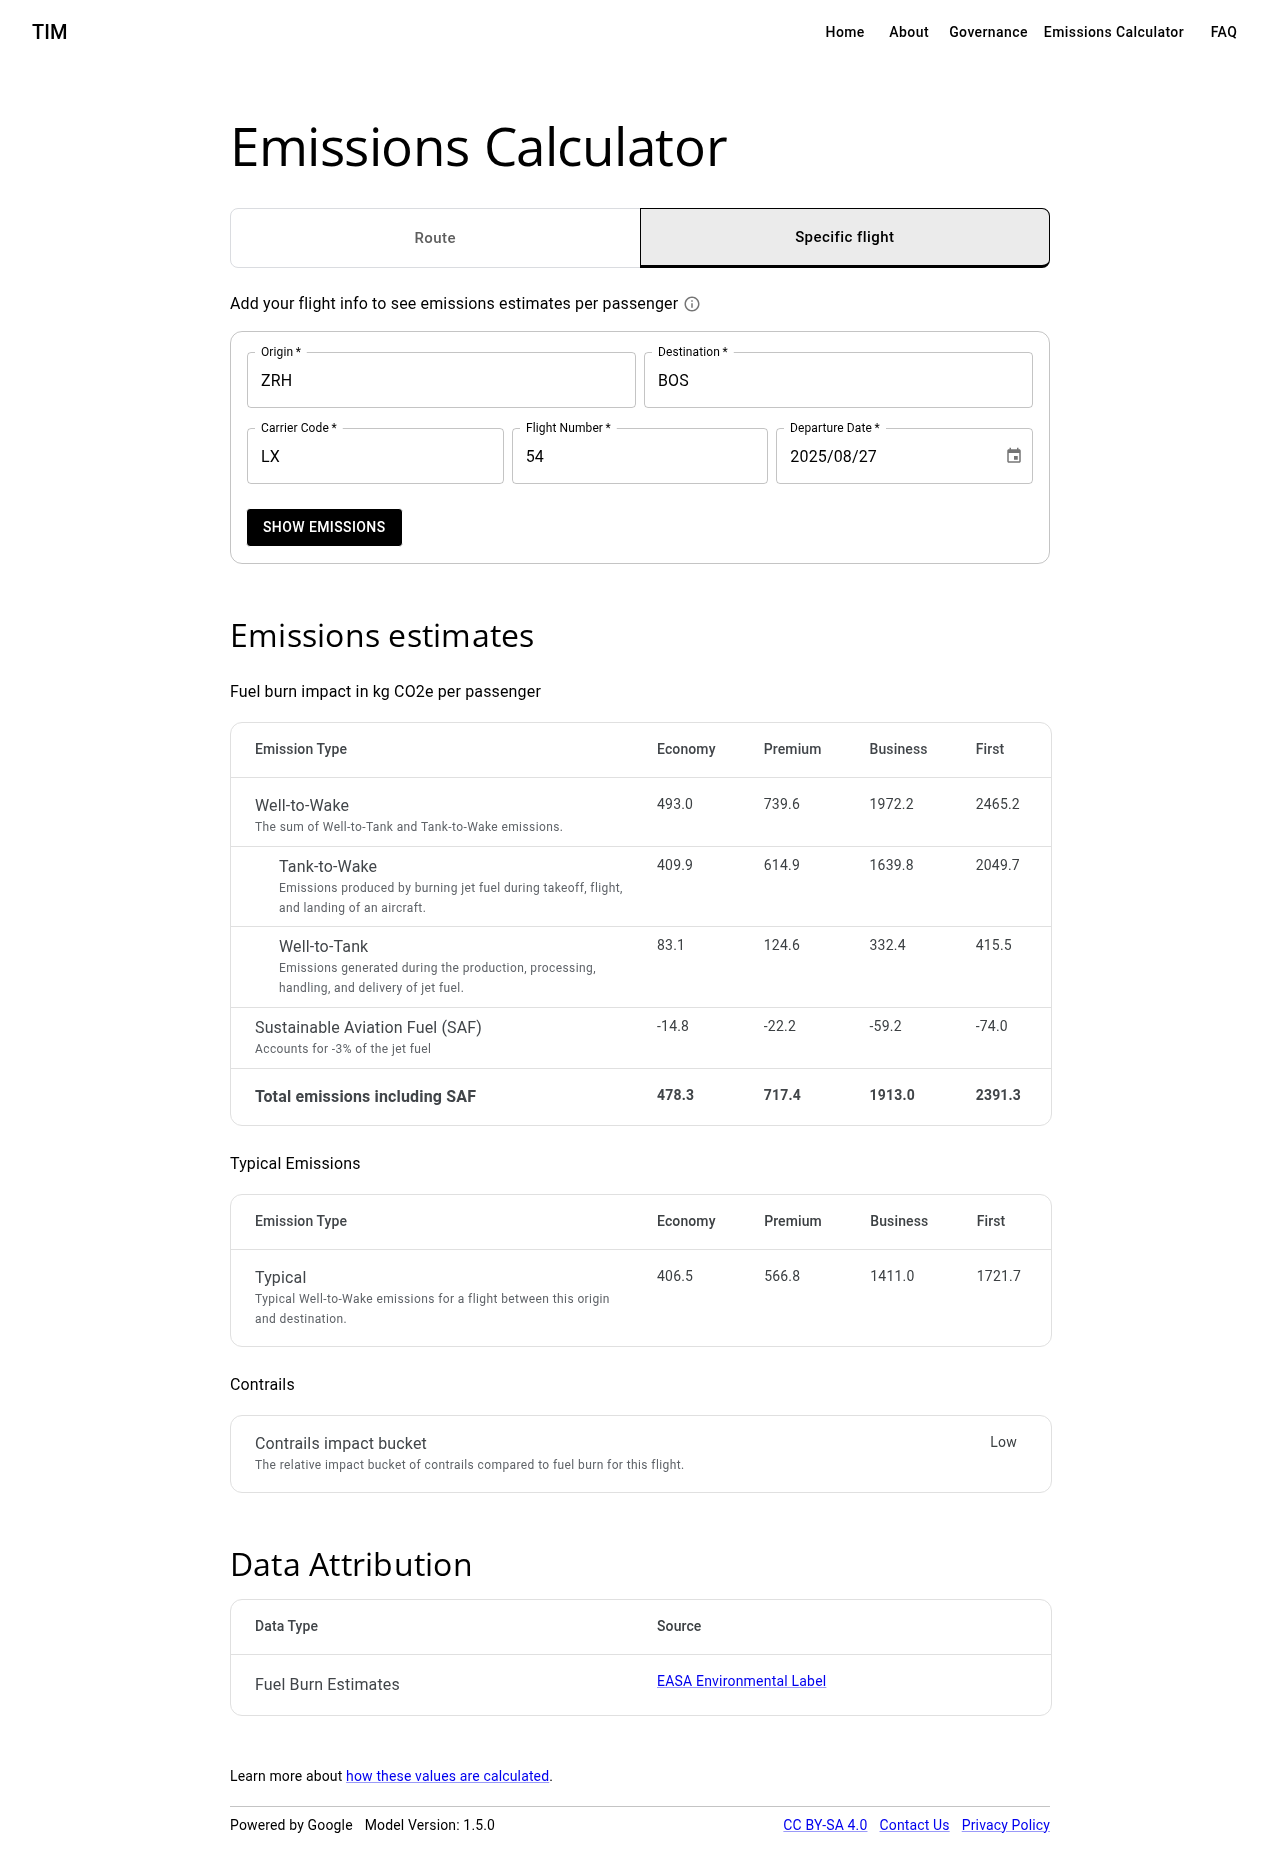 TIM
Home About Governance Emissions Calculator FAQ
Emissions Calculator
Route Specific flight
Add your flight info to see emissions estimates per passenger
Origin * Destination *
ZRH BOS
Carrier Code * Flight Number * Departure Date *
LX 54 2025/08/27
SHOW EMISSIONS
Emissions estimates
Fuel burn impact in kg CO2e per passenger
Emission Type Economy Premium Business First
Well-to-Wake 493.0 739.6 1972.2 2465.2
The sum of Well-to-Tank and Tank-to-Wake emissions.
Tank-to-Wake 409.9 614.9 1639.8 2049.7
Emissions produced by burning jet fuel during takeoff, flight,
and landing of an aircraft.
Well-to-Tank 83.1 124.6 332.4 415.5
Emissions generated during the production, processing,
handling, and delivery of jet fuel.
Sustainable Aviation Fuel (SAF) -14.8 -22.2 -59.2 -74.0
Accounts for -3% of the jet fuel
Total emissions including SAF 478.3 717.4 1913.0 2391.3
Typical Emissions
Emission Type Economy Premium Business First
Typical 406.5 566.8 1411.0 1721.7
Typical Well-to-Wake emissions for a flight between this origin
and destination.
Contrails
Contrails impact bucket Low
The relative impact bucket of contrails compared to fuel burn for this flight.
Data Attribution
Data Type Source
Fuel Burn Estimates EASA Environmental Label
Learn more about how these values are calculated.
Powered by Google Model Version: 1.5.0 CC BY-SA 4.0 Contact Us Privacy Policy